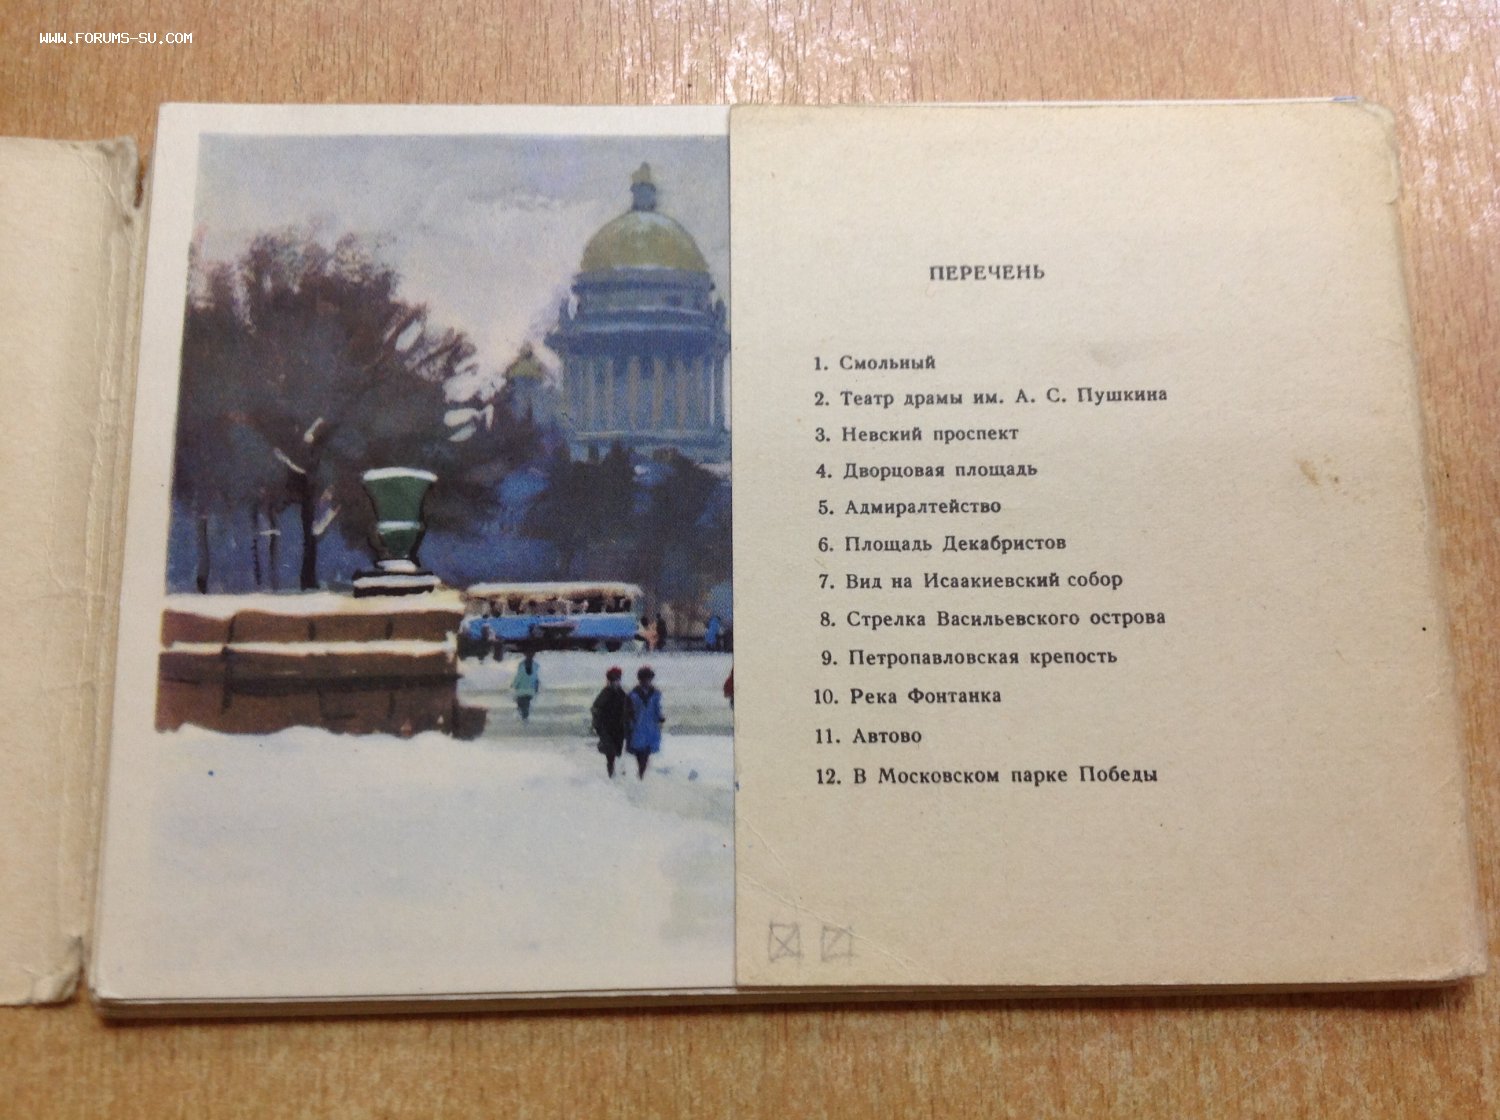 WWW.FORUMS-SU.COM
ПЕРЕЧЕНЬ
1. Смольный
2. Театр драмы им. А. С. Пушкина
3. Невский проспект
4. Дворцовая площадь
5. Адмиралтейство
6. Площадь Декабристов
7. Вид на Исаакиевский собор
8. Стрелка Васильевского острова
9. Петропавловская крепость
10. Река Фонтанка
11. Автово
12. В Московском парке Победы